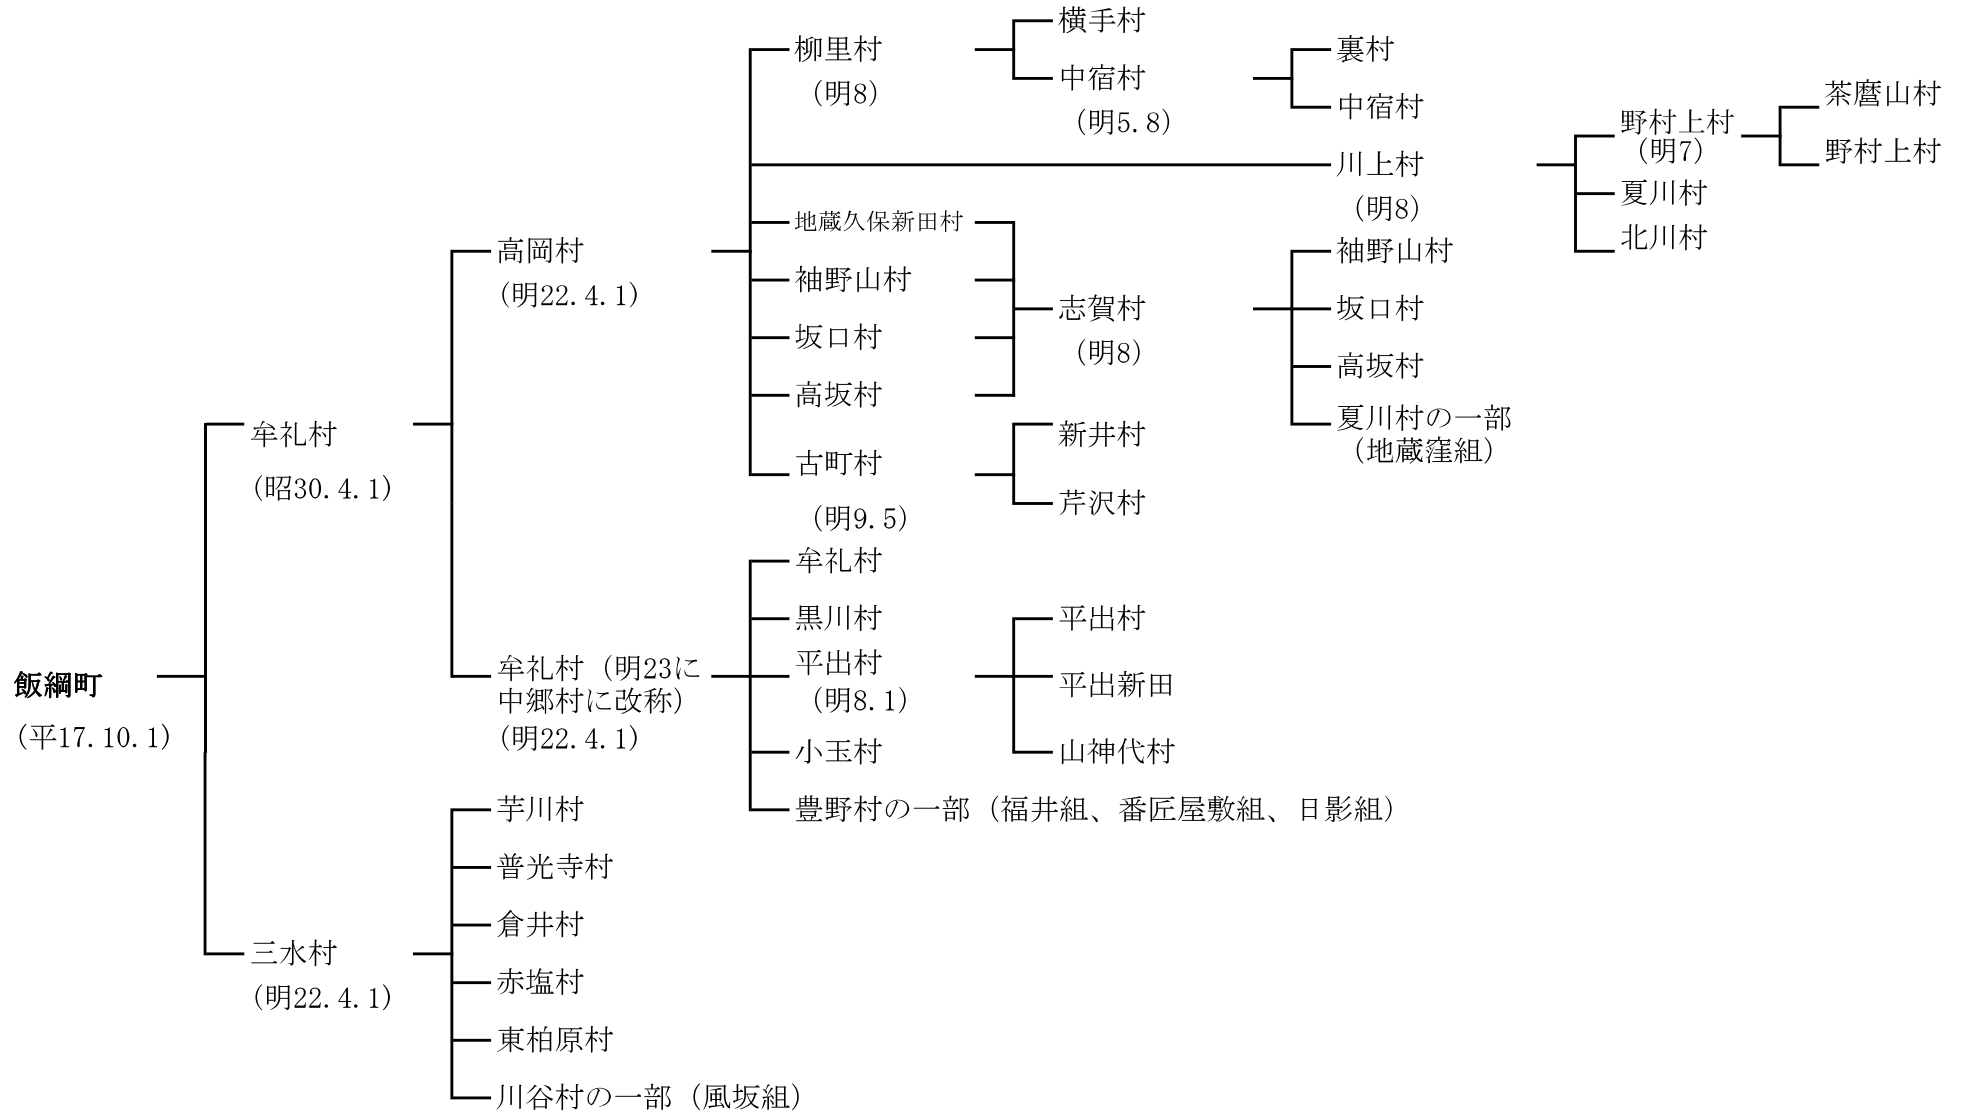 飯綱町
（平17.10.1）
牟礼村
（昭30.4.1）
三水村
（明22.4.1）
高岡村
（明22.4.1）
牟礼村（明23に
中郷村に改称）
（明22.4.1）
芋川村
普光寺村
倉井村
赤塩村
東柏原村
川谷村の一部（風坂組）
柳里村
（明8）
地蔵久保新田村
袖野山村
坂口村
高坂村
古町村
（明9.5）
牟礼村
黒川村
平出村
（明8.1）
小玉村
豊野村の一部（福井組、番匠屋敷組、日影組）
横手村
中宿村
（明5.8）
志賀村
（明8）
新井村
芹沢村
平出村
平出新田
山神代村
裏村
中宿村
川上村
（明8）
袖野山村
坂口村
高坂村
夏川村の一部
（地蔵窪組）
野村上村
（明7）
夏川村
北川村
茶麿山村
野村上村